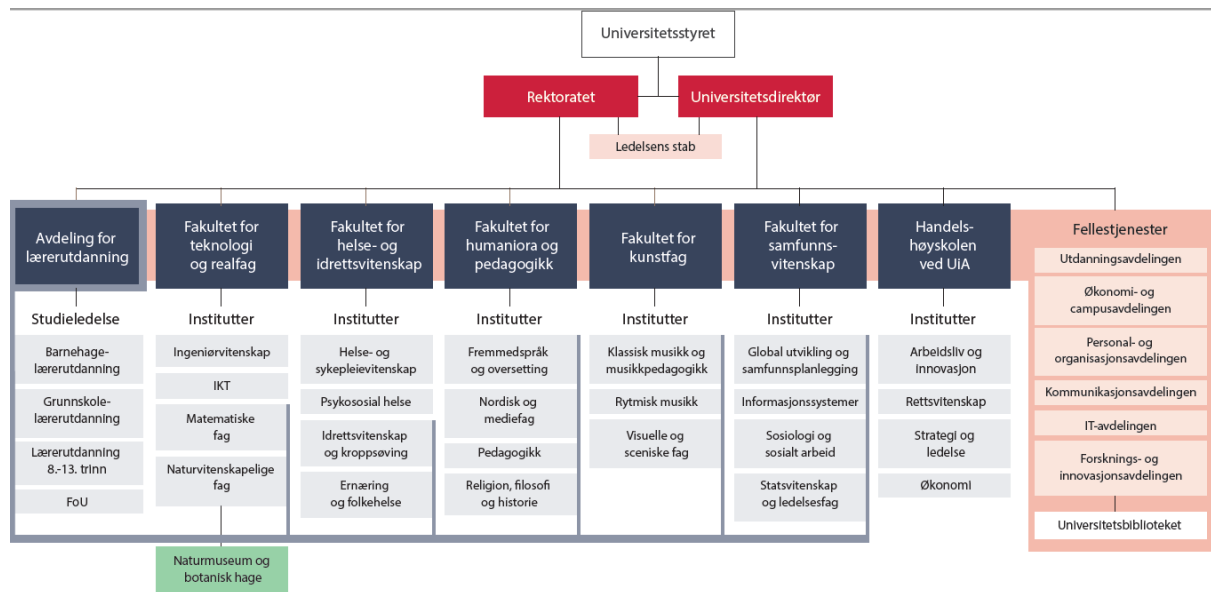 Universitetsstyret
Rektoratet
Universitetsdirektør
Ledelsens stab
Avdeling for
lærerutdanning
Studieledelse
Barnehage-
lærerutdanning
Grunnskole-
lærerutdanning
Lærerutdanning
8.-13. trinn
FoU
Fakultet for
teknologi
og realfag
Institutter
Ingeniørvitenskap
IKT
Matematiske
fag
Naturvitenskapelige
fag
Naturmuseum og
botanisk hage
Fakultet for
helse- og
idrettsvitenskap
Institutter
Helse- og
sykepleievitenskap
Psykososial helse
Idrettsvitenskap
og kroppsøving
Ernæring
og folkehelse
Fakultet for
humaniora og
pedagogikk
Institutter
Fremmedspråk
og oversetting
Nordisk og
mediefag
Pedagogikk
Religion, filosofi
og historie
Fakultet for
kunstfag
Institutter
Klassisk musikk og
musikkpedagogikk
Rytmisk musikk
Visuelle og
sceniske fag
Fakultet for
samfunns-
vitenskap
Institutter
Global utvikling og
samfunnsplanlegging
Informasjonssystemer
Sosiologi og
sosialt arbeid
Statsvitenskap
og ledelsesfag
Handels-
høyskolen
ved UiA
Institutter
Arbeidsliv og
innovasjon
Rettsvitenskap
Strategi og
ledelse
Økonomi
Fellestjenester
Utdanningsavdelingen
Økonomi- og
campusavdelingen
Personal- og
organisasjonsavdelingen
Kommunikasjonsavdelingen
IT-avdelingen
Forsknings- og
innovasjonsavdelingen
Universitetsbiblioteket